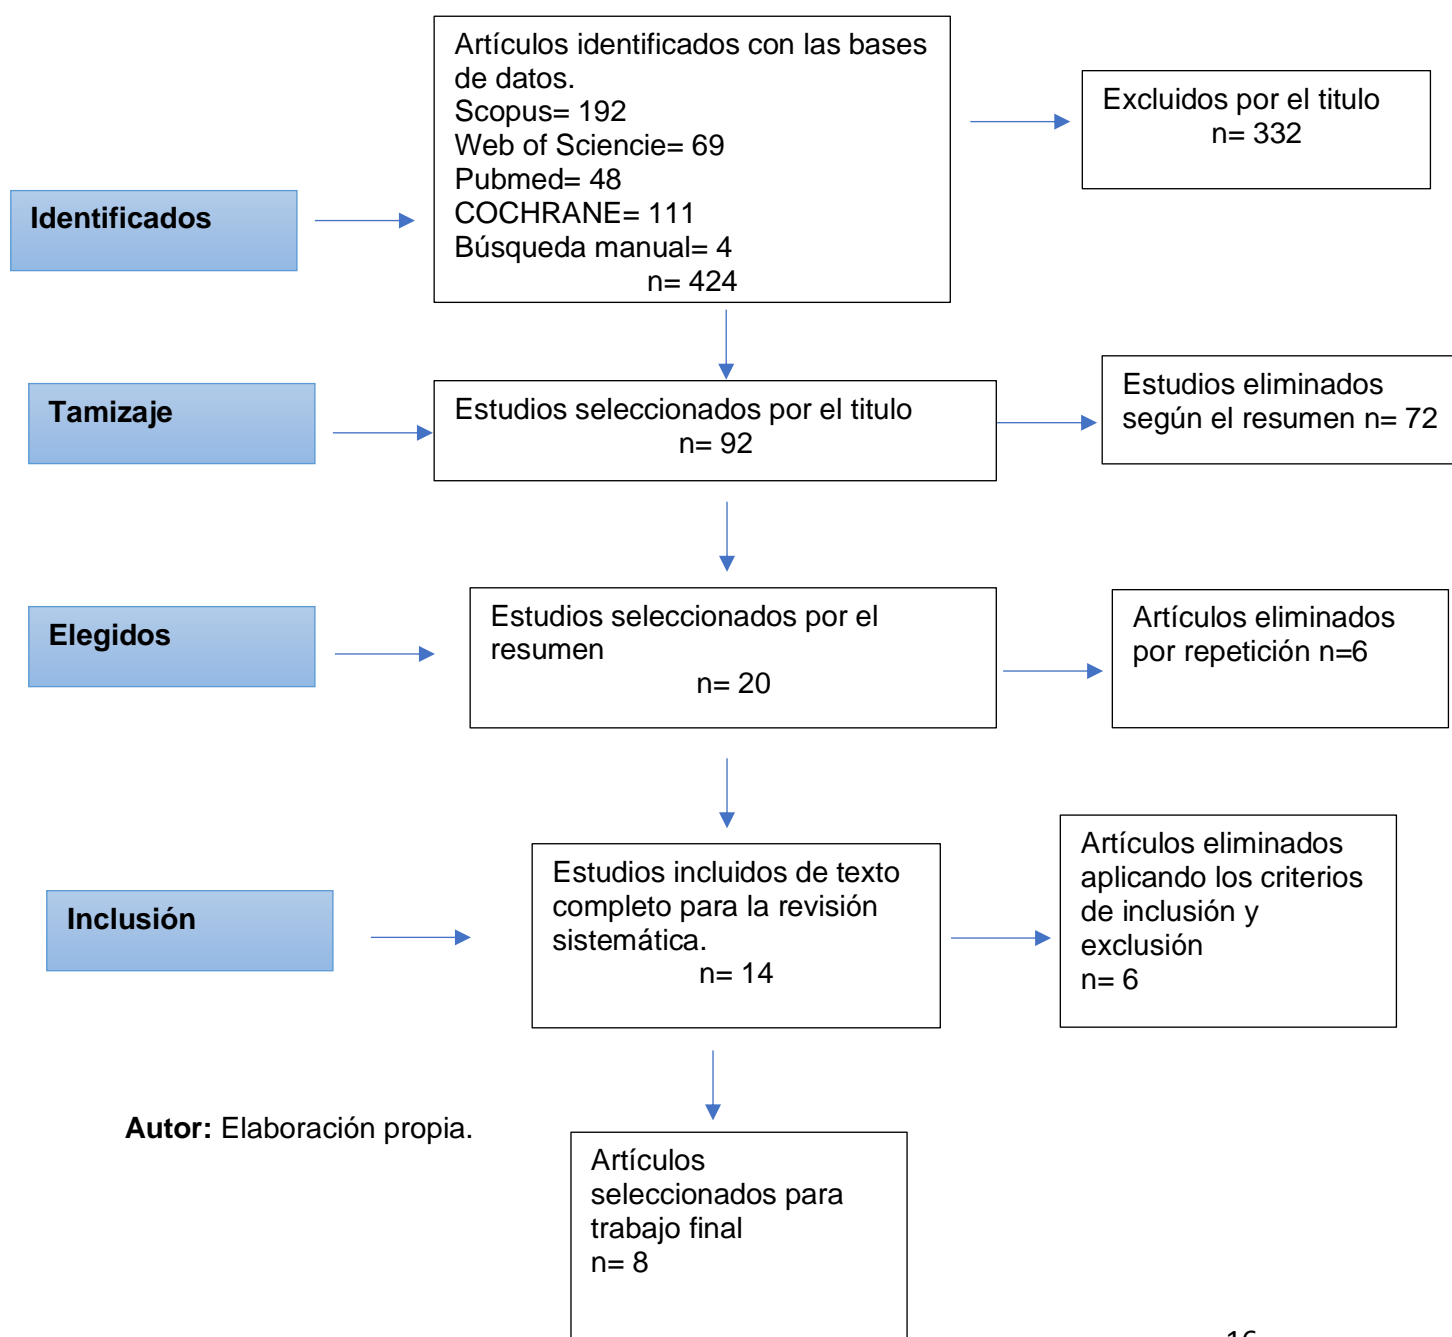 Artículos identificados con las bases
de datos.
Scopus= 192
Web of Sciencie= 69
Pubmed= 48
COCHRANE= 111
Búsqueda manual= 4
n= 424
Excluidos por el titulo
n= 332
Identificados
Tamizaje
Estudios seleccionados por el titulo
n= 92
Estudios eliminados
según el resumen n= 72
Elegidos
Estudios seleccionados por el
resumen
n= 20
Artículos eliminados
por repetición n=6
Inclusión
Estudios incluidos de texto
completo para la revisión
sistemática.
n= 14
Artículos eliminados
aplicando los criterios
de inclusión y
exclusión
n= 6
Autor: Elaboración propia.
Artículos
seleccionados para
trabajo final
n= 8